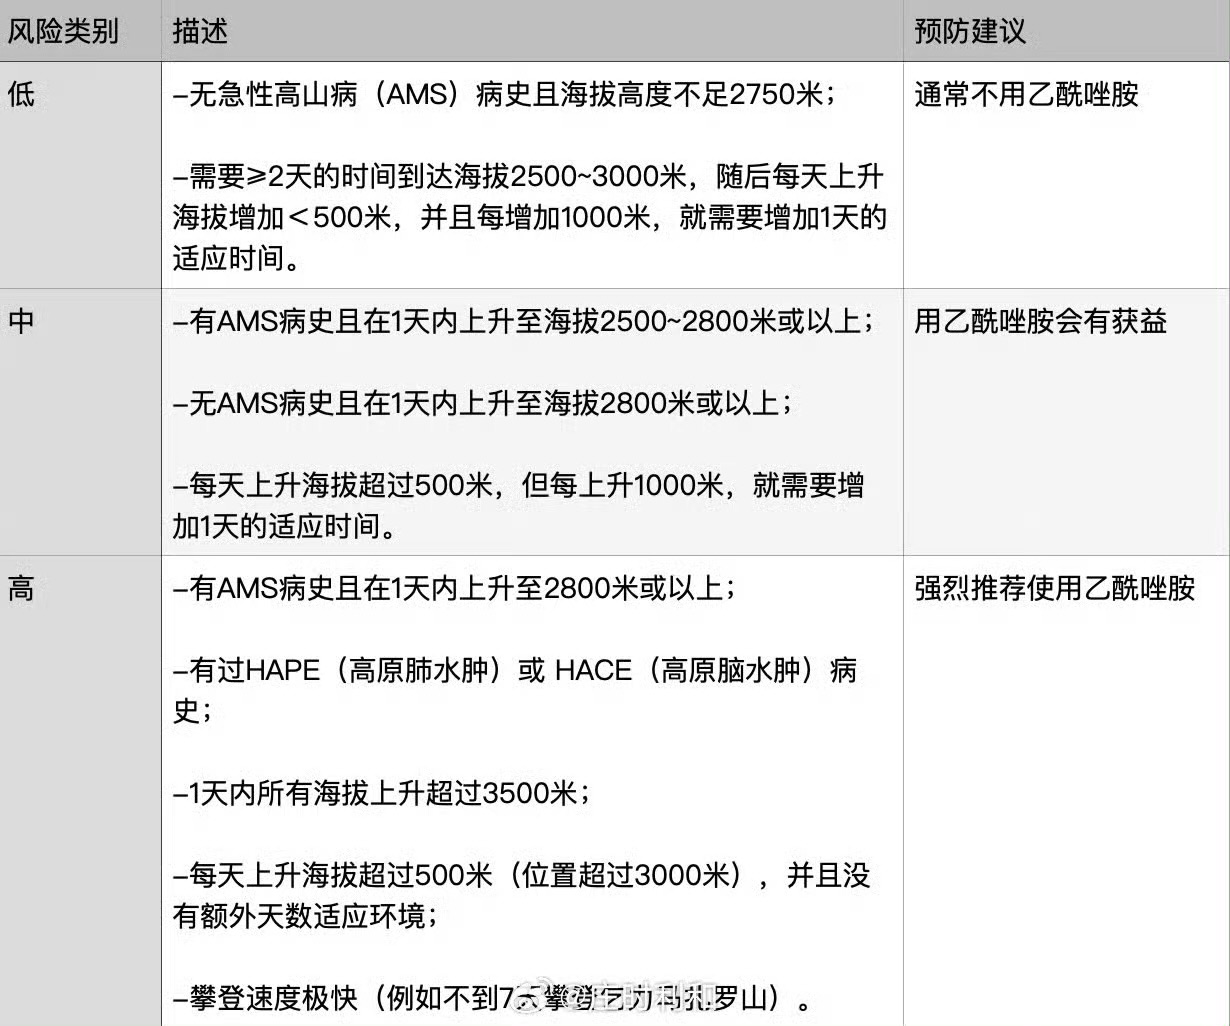 风险类别 描述 预防建议
低 –无急性高山病（AMS）病史且海拔高度不足2750米； 通常不用乙酰唑胺
–需要≥2天的时间到达海拔2500~3000米，随后每天上升
海拔增加＜500米，并且每增加1000米，就需要增加1天的
适应时间。
中 –有AMS病史且在1天内上升至海拔2500~2800米或以上； 用乙酰唑胺会有获益
–无AMS病史且在1天内上升至海拔2800米或以上；
–每天上升海拔超过500米，但每上升1000米，就需要增
加1天的适应时间。
高 –有AMS病史且在1天内上升至2800米或以上； 强烈推荐使用乙酰唑胺
–有过HAPE（高原肺水肿）或 HACE（高原脑水肿）病
史；
–1天内所有海拔上升超过3500米；
–每天上升海拔超过500米（位置超过3000米），并且没
有额外天数适应环境；
–攀登速度极快（例如不到7天攀登乞力马扎罗山）。